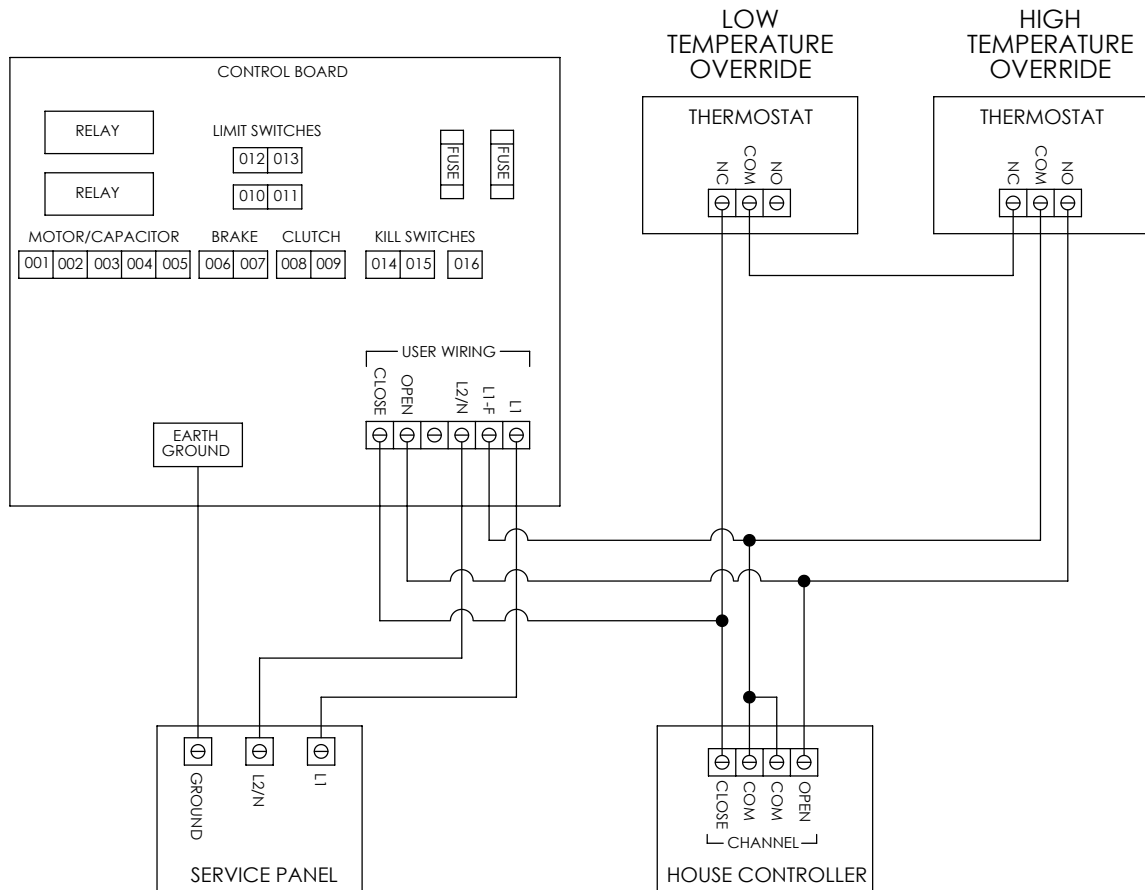 LOW
TEMPERATURE
OVERRIDE
HIGH
TEMPERATURE
OVERRIDE
CONTROL BOARD
RELAY
RELAY
LIMIT SWITCHES
012 013
010 011
FUSE
FUSE
MOTOR/CAPACITOR
001 002 003 004 005
BRAKE
006 007
CLUTCH
008 009
KILL SWITCHES
014 015 016
USER WIRING
CLOSE
OPEN
L2/N
L1-F
L1
EARTH
GROUND
THERMOSTAT
NC
COM
NO
THERMOSTAT
NC
COM
NO
GROUND
L2/N
L1
SERVICE PANEL
CLOSE
COM
COM
OPEN
CHANNEL
HOUSE CONTROLLER